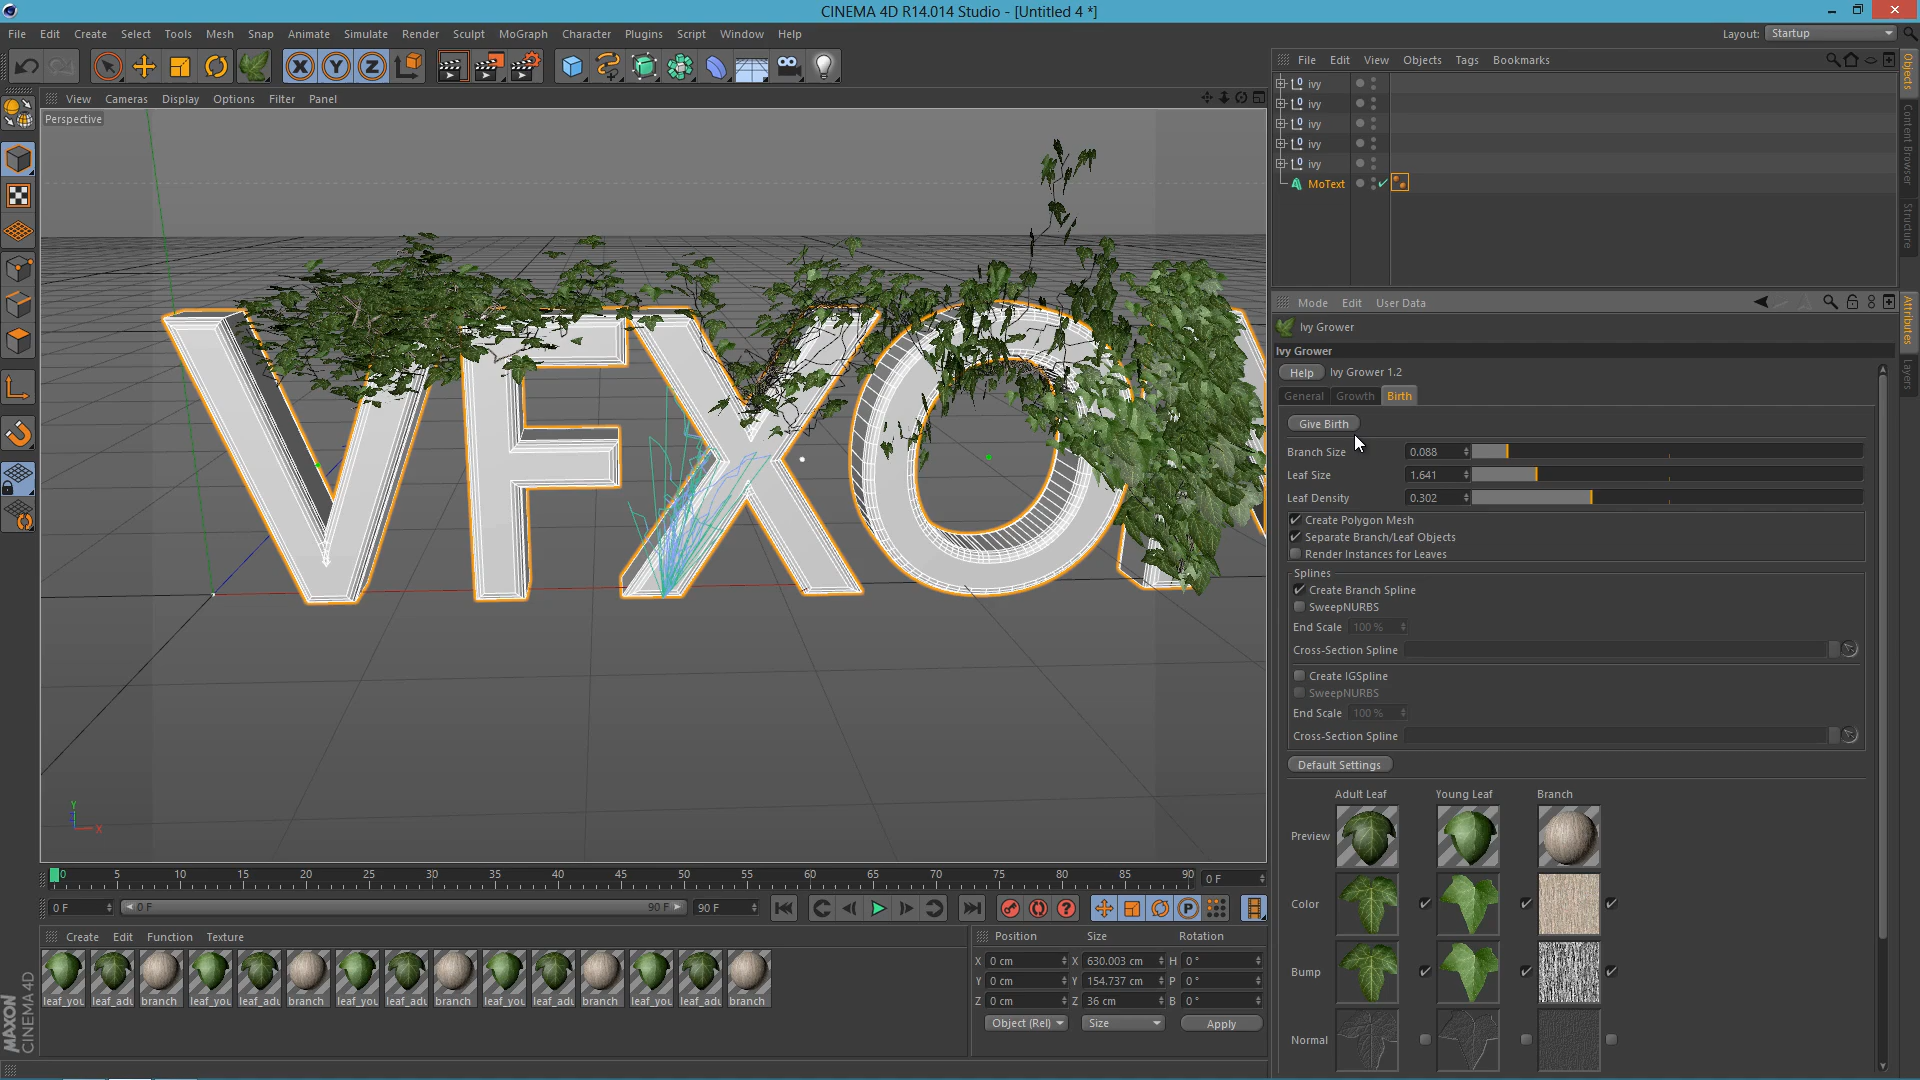 CINEMA 4D R14.014 Studio - [Untitled 4 *]
File Edit Create Select Tools Mesh Snap Animate Simulate Render Sculpt MoGraph Character Plugins Script Window Help
Layout: Startup
File Edit View Objects Tags Bookmarks
View Cameras Display Options Filter Panel
Perspective
ivy
ivy
ivy
ivy
ivy
MoText
Objects
Content Browser
Structure
VFXO
Mode Edit User Data
Attributes
Layers
Ivy Grower
Ivy Grower
Help Ivy Grower 1.2
General Growth Birth
Give Birth
Branch Size 0.088
Leaf Size 1.641
Leaf Density 0.302
Create Polygon Mesh
Separate Branch/Leaf Objects
Render Instances for Leaves
Splines
Create Branch Spline
SweepNURBS
End Scale 100 %
Cross-Section Spline
Create IGSpline
SweepNURBS
End Scale 100 %
Cross-Section Spline
Default Settings
Adult Leaf Young Leaf Branch
Preview
Color
Bump
Normal
Y
X
0 5 10 15 20 25 30 35 40 45 50 55 60 65 70 75 80 85 90 0 F
0 F 0 F 90 F 90 F
Create Edit Function Texture
leaf_you leaf_adu branch leaf_you leaf_adu branch leaf_you leaf_adu branch leaf_you leaf_adu branch leaf_you leaf_adu branch
Position Size Rotation
X 0 cm X 630.003 cm H 0 °
Y 0 cm Y 154.737 cm P 0 °
Z 0 cm Z 36 cm B 0 °
Object (Rel) Size Apply
MAXON
CINEMA 4D